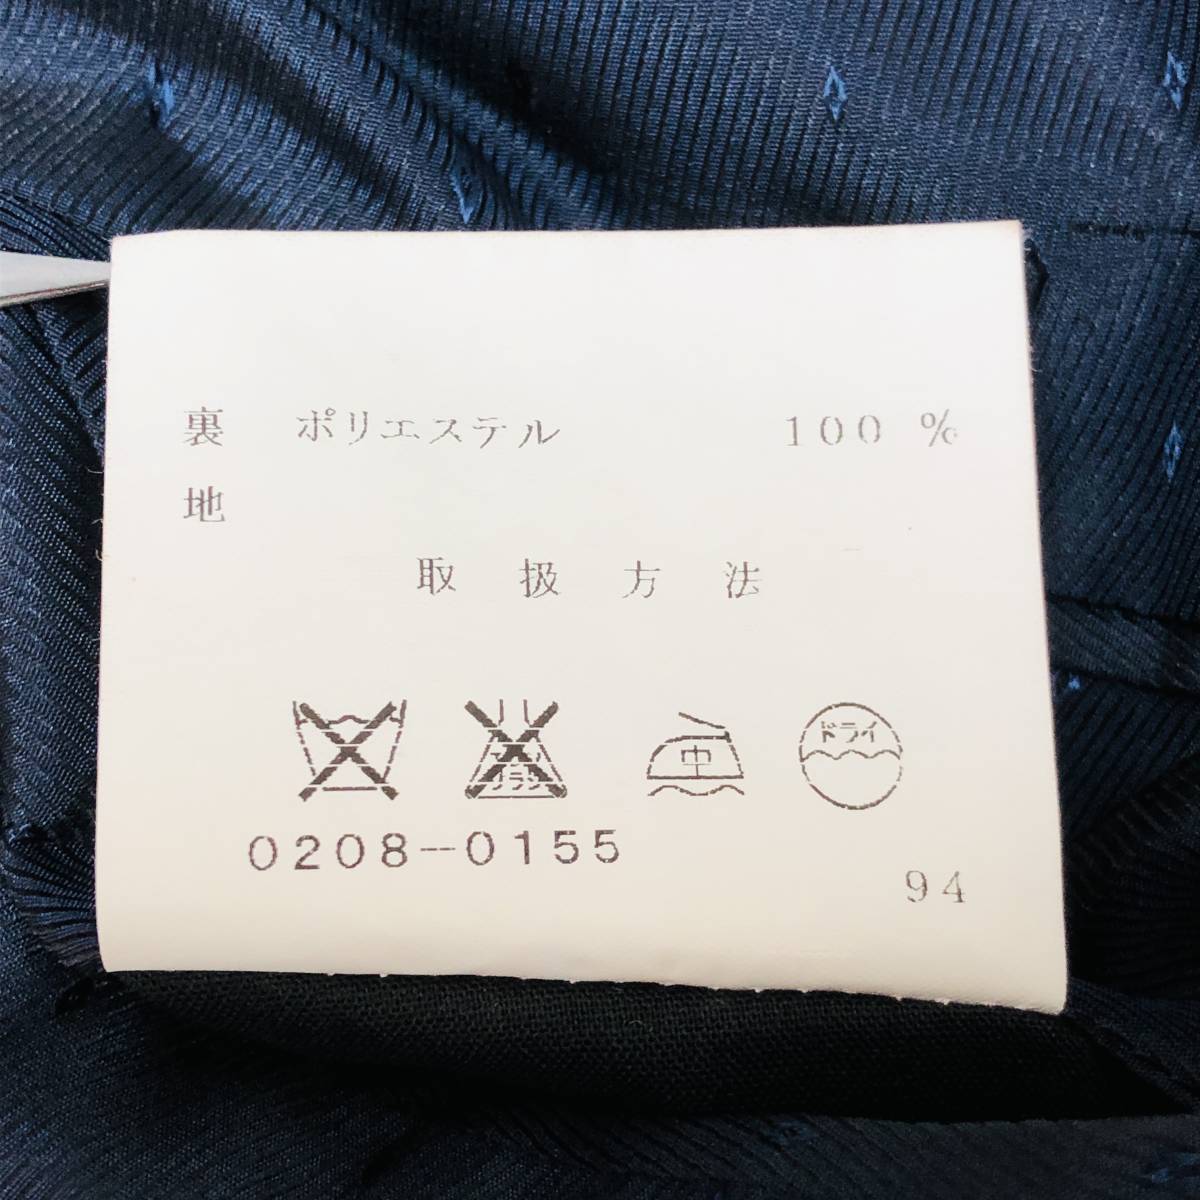 裏地 ポリエステル 100 %
取扱方法
中 ドライ
0208-0155
94